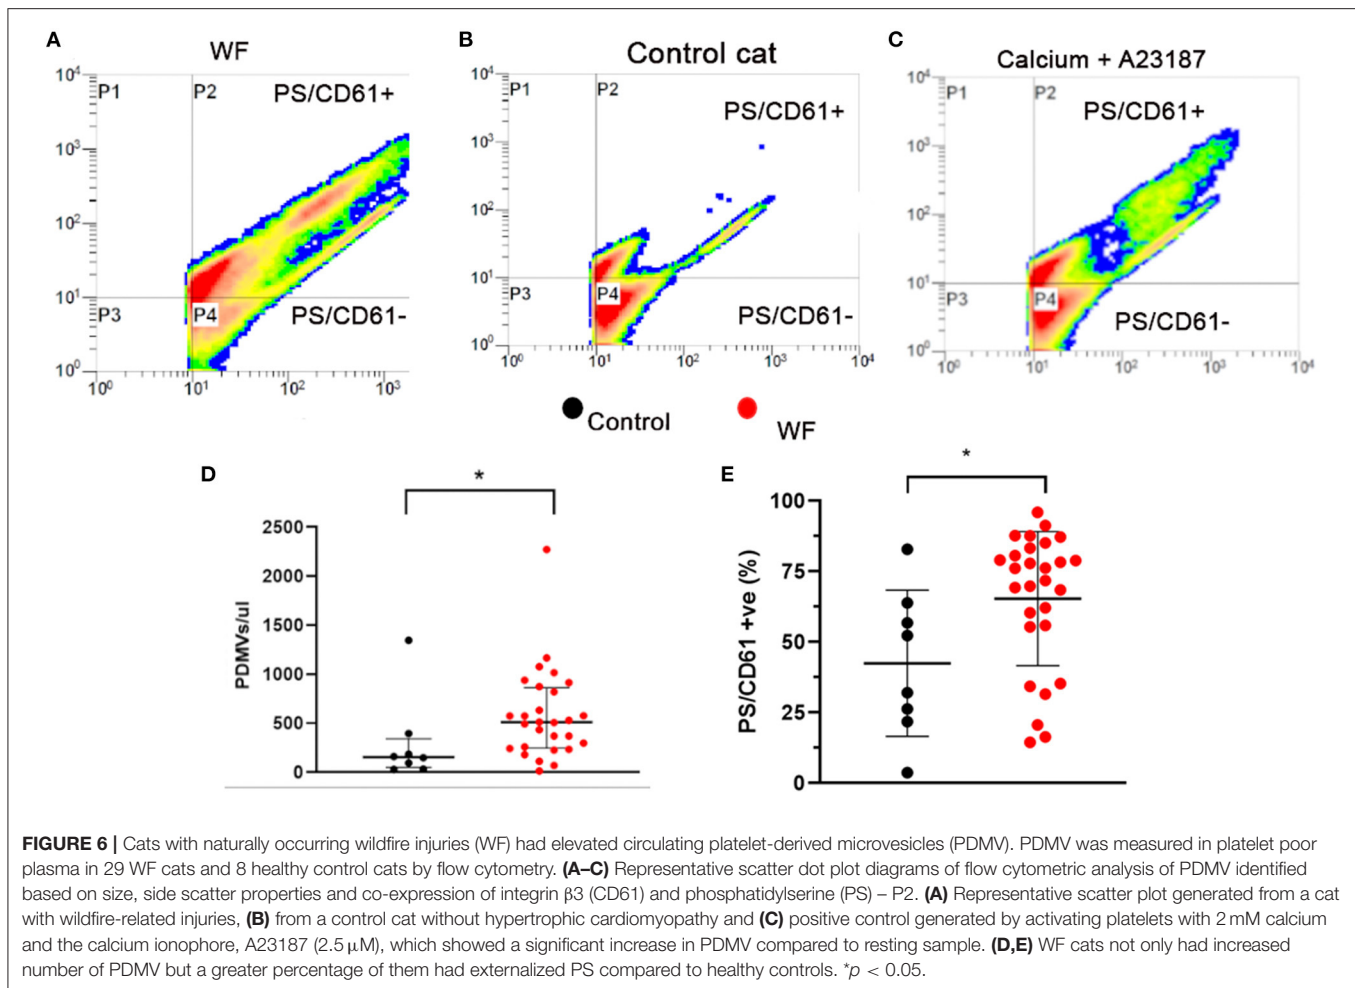 A
WF
B
Control cat
C
Calcium + A23187
10⁴
P1
P2
PS/CD61+
10³
10²
10¹
P3
P4
PS/CD61-
10⁰
10⁰
10¹
10²
10³
10⁴
P1
P2
PS/CD61+
10³
10²
10¹
P3
P4
PS/CD61-
10⁰
10⁰
10¹
10²
10³
10⁴
10⁴
P1
P2
PS/CD61+
10³
10²
10¹
P3
P4
PS/CD61-
10⁰
10⁰
10¹
10²
10³
10⁴
Control
WF
D
*
2500
2000
1500
1000
500
0
PDMVs/ul
E
*
100
75
50
25
0
PS/CD61 +ve (%)
FIGURE 6 | Cats with naturally occurring wildfire injuries (WF) had elevated circulating platelet-derived microvesicles (PDMV). PDMV was measured in platelet poor
plasma in 29 WF cats and 8 healthy control cats by flow cytometry. (A–C) Representative scatter dot plot diagrams of flow cytometric analysis of PDMV identified
based on size, side scatter properties and co-expression of integrin β3 (CD61) and phosphatidylserine (PS) – P2. (A) Representative scatter plot generated from a cat
with wildfire-related injuries, (B) from a control cat without hypertrophic cardiomyopathy and (C) positive control generated by activating platelets with 2 mM calcium
and the calcium ionophore, A23187 (2.5 μM), which showed a significant increase in PDMV compared to resting sample. (D,E) WF cats not only had increased
number of PDMV but a greater percentage of them had externalized PS compared to healthy controls. *p < 0.05.